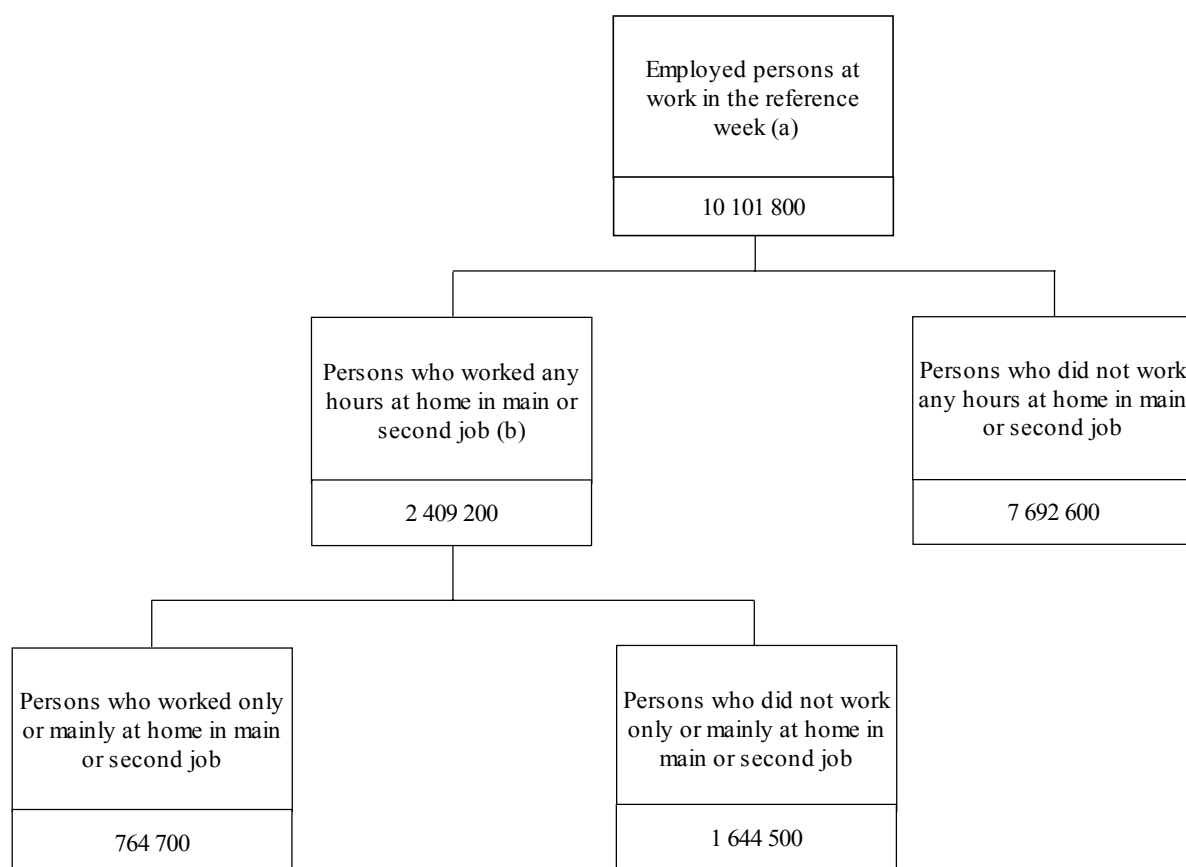 Employed persons at
work in the reference
week (a)
10 101 800
Persons who worked any
hours at home in main or
second job (b)
2 409 200
Persons who did not work
any hours at home in main
or second job
7 692 600
Persons who worked only
or mainly at home in main
or second job
764 700
Persons who did not work
only or mainly at home in
main or second job
1 644 500